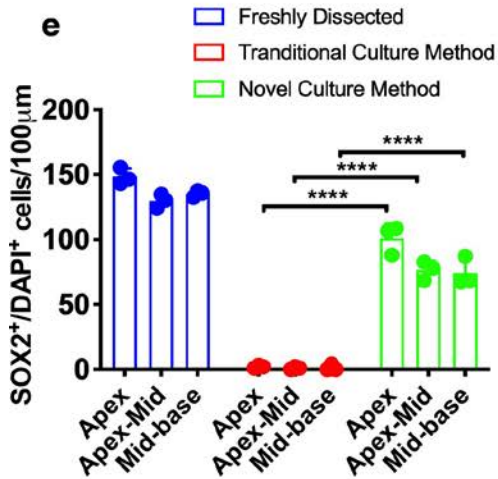 e
Freshly Dissected
Tranditional Culture Method
Novel Culture Method
SOX2⁺/DAPI⁺ cells/100μm
200
150
100
50
0
****
****
****
Apex
Apex-Mid
Mid-base
Apex
Apex-Mid
Mid-base
Apex
Apex-Mid
Mid-base